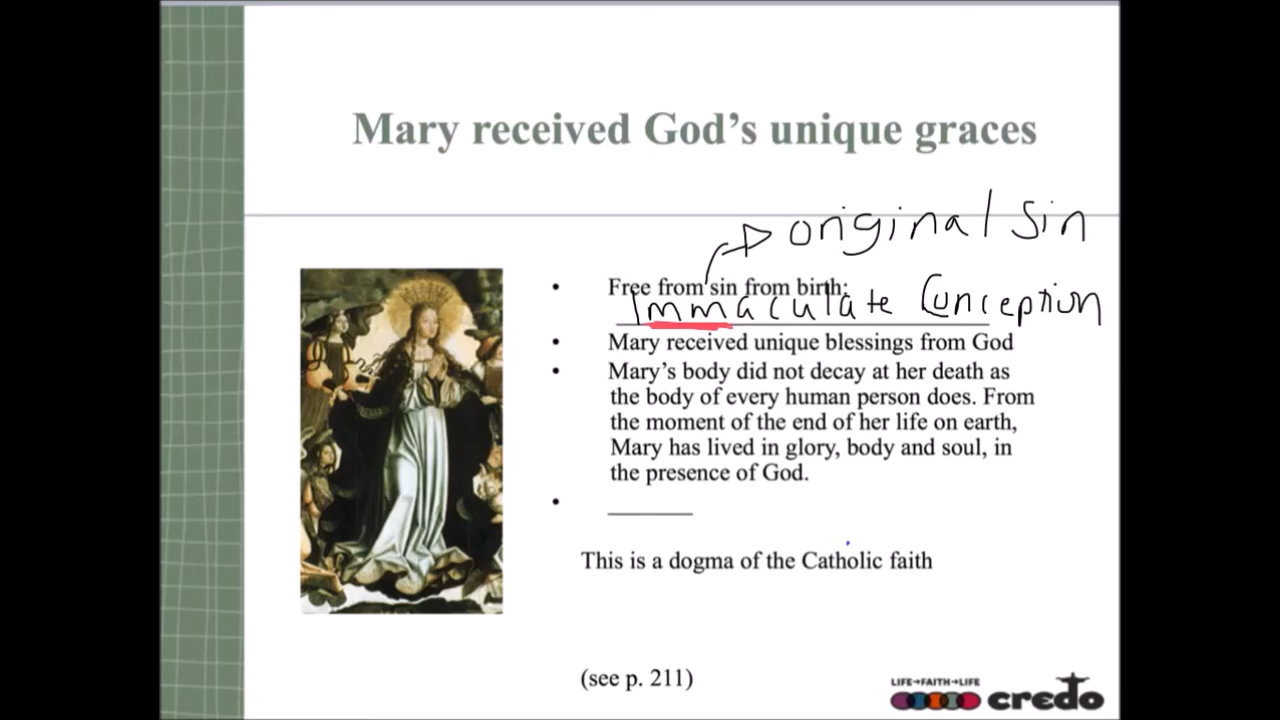 Mary received God's unique graces
original sin
• Free from sin from birth:
Immaculate Conception
• Mary received unique blessings from God
• Mary's body did not decay at her death as
the body of every human person does. From
the moment of the end of her life on earth,
Mary has lived in glory, body and soul, in
the presence of God.
•
This is a dogma of the Catholic faith
(see p. 211)
LIFE→FAITH→LIFE
credo